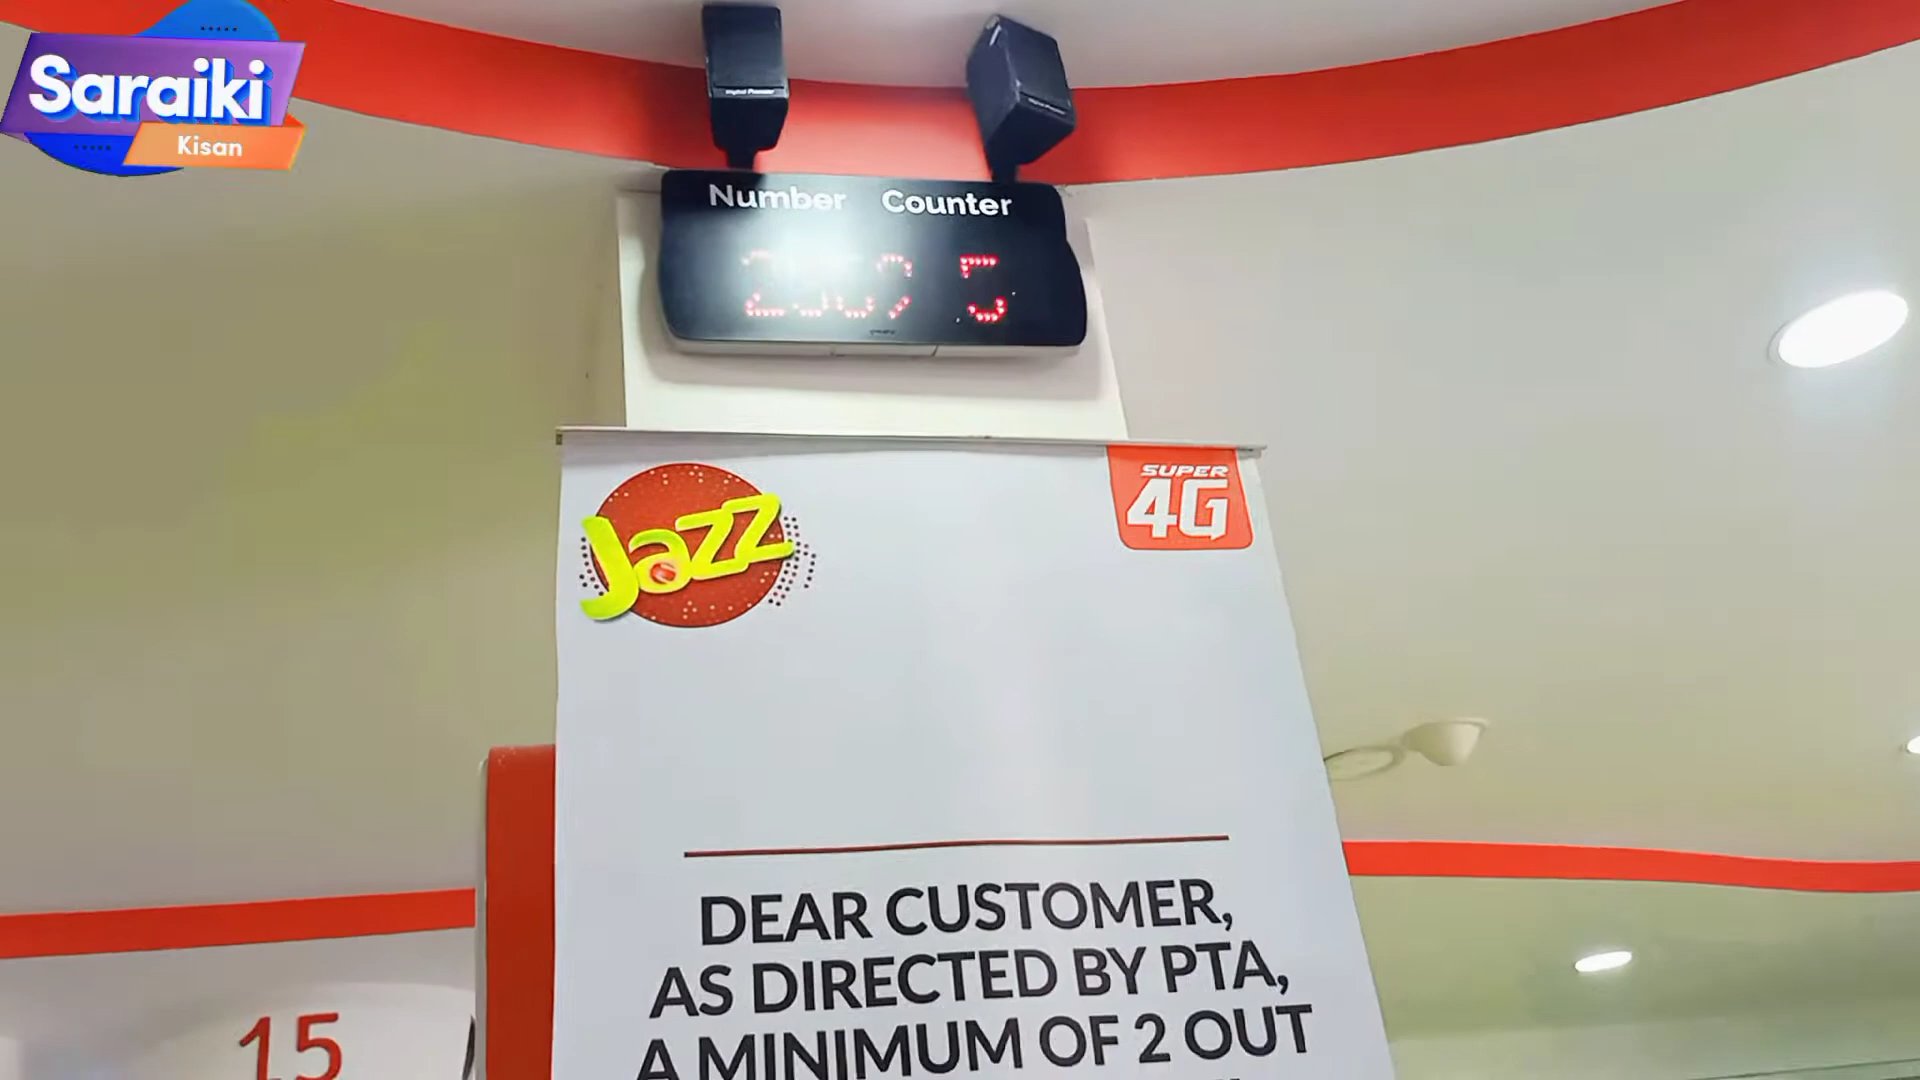 Saraiki
Kisan
Number Counter
5
Jazz
SUPER
4G
DEAR CUSTOMER,
AS DIRECTED BY PTA,
A MINIMUM OF 2 OUT
15